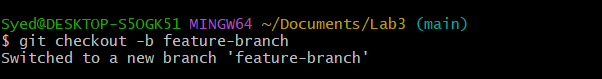 Syed@DESKTOP-S5OGK51 MINGW64 ~/Documents/Lab3 (main)
$ git checkout -b feature-branch
Switched to a new branch 'feature-branch'